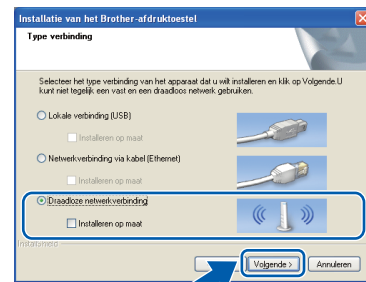 Installatie van het Brother-afdruktoestel
Type verbinding
Selecteer het type verbinding van het apparaat dat u wilt installeren en klik op Volgende.U
kunt niet tegelijk een vast en een draadloos netwerk gebruiken.
Lokale verbinding (USB)
Installeren op maat
Netwerkverbinding via kabel (Ethernet)
Installeren op maat
Draadloze netwerkverbinding
Installeren op maat
InstallShield
Volgende > Annuleren